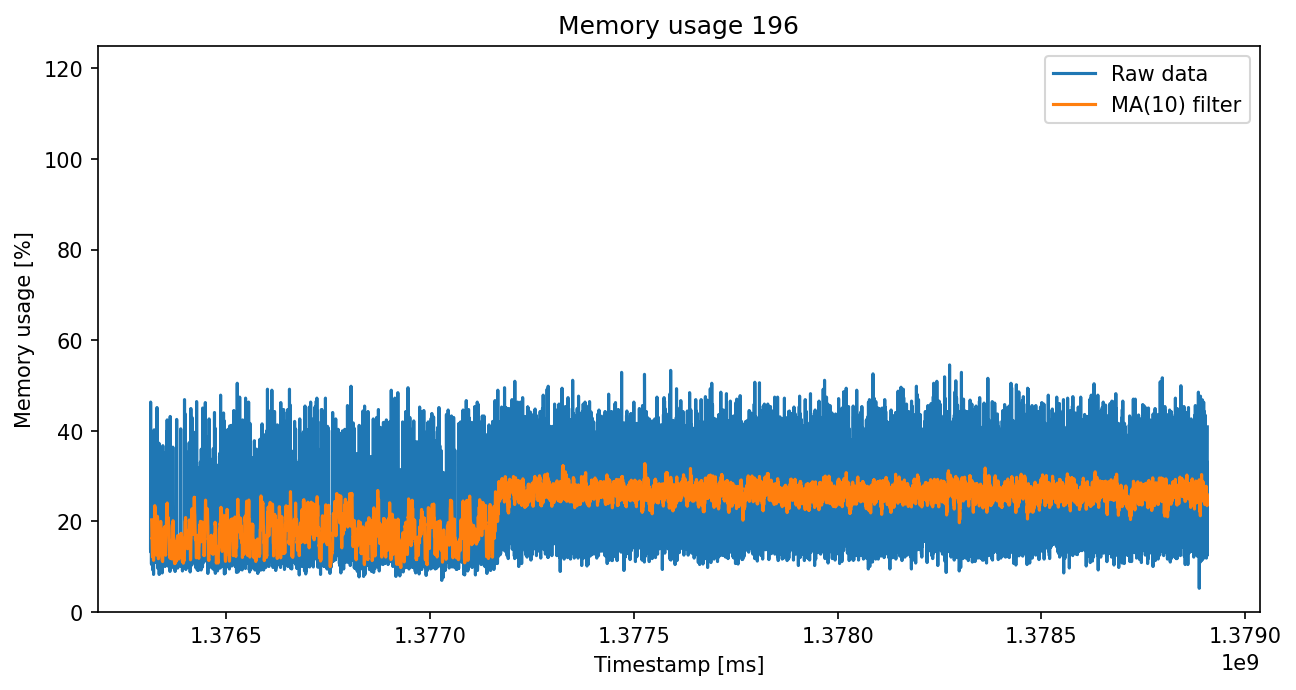 Memory usage 196
Raw data
MA(10) filter
Memory usage [%]
120
100
80
60
40
20
0
1.3765 1.3770 1.3775 1.3780 1.3785 1.3790
1e9
Timestamp [ms]